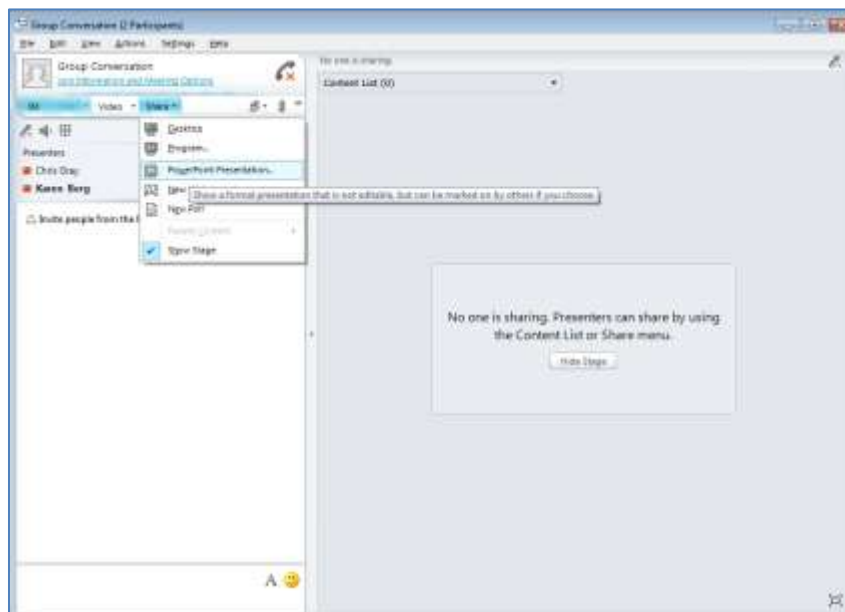 Group Conversation (2 Participants)
File Edit View Actions Settings Help
Group Conversation
Join Information and Meeting Options
IM Video Share
Presenters
Chris Gray
Karen Berg
Invite people from the
Desktop
Program...
PowerPoint Presentation...
New
Show a formal presentation that is not editable, but can be marked on by others if you choose.
New Poll
Show Stage
No one is sharing.
Content List (0)
No one is sharing. Presenters can share by using
the Content List or Share menu.
Hide Stage
A